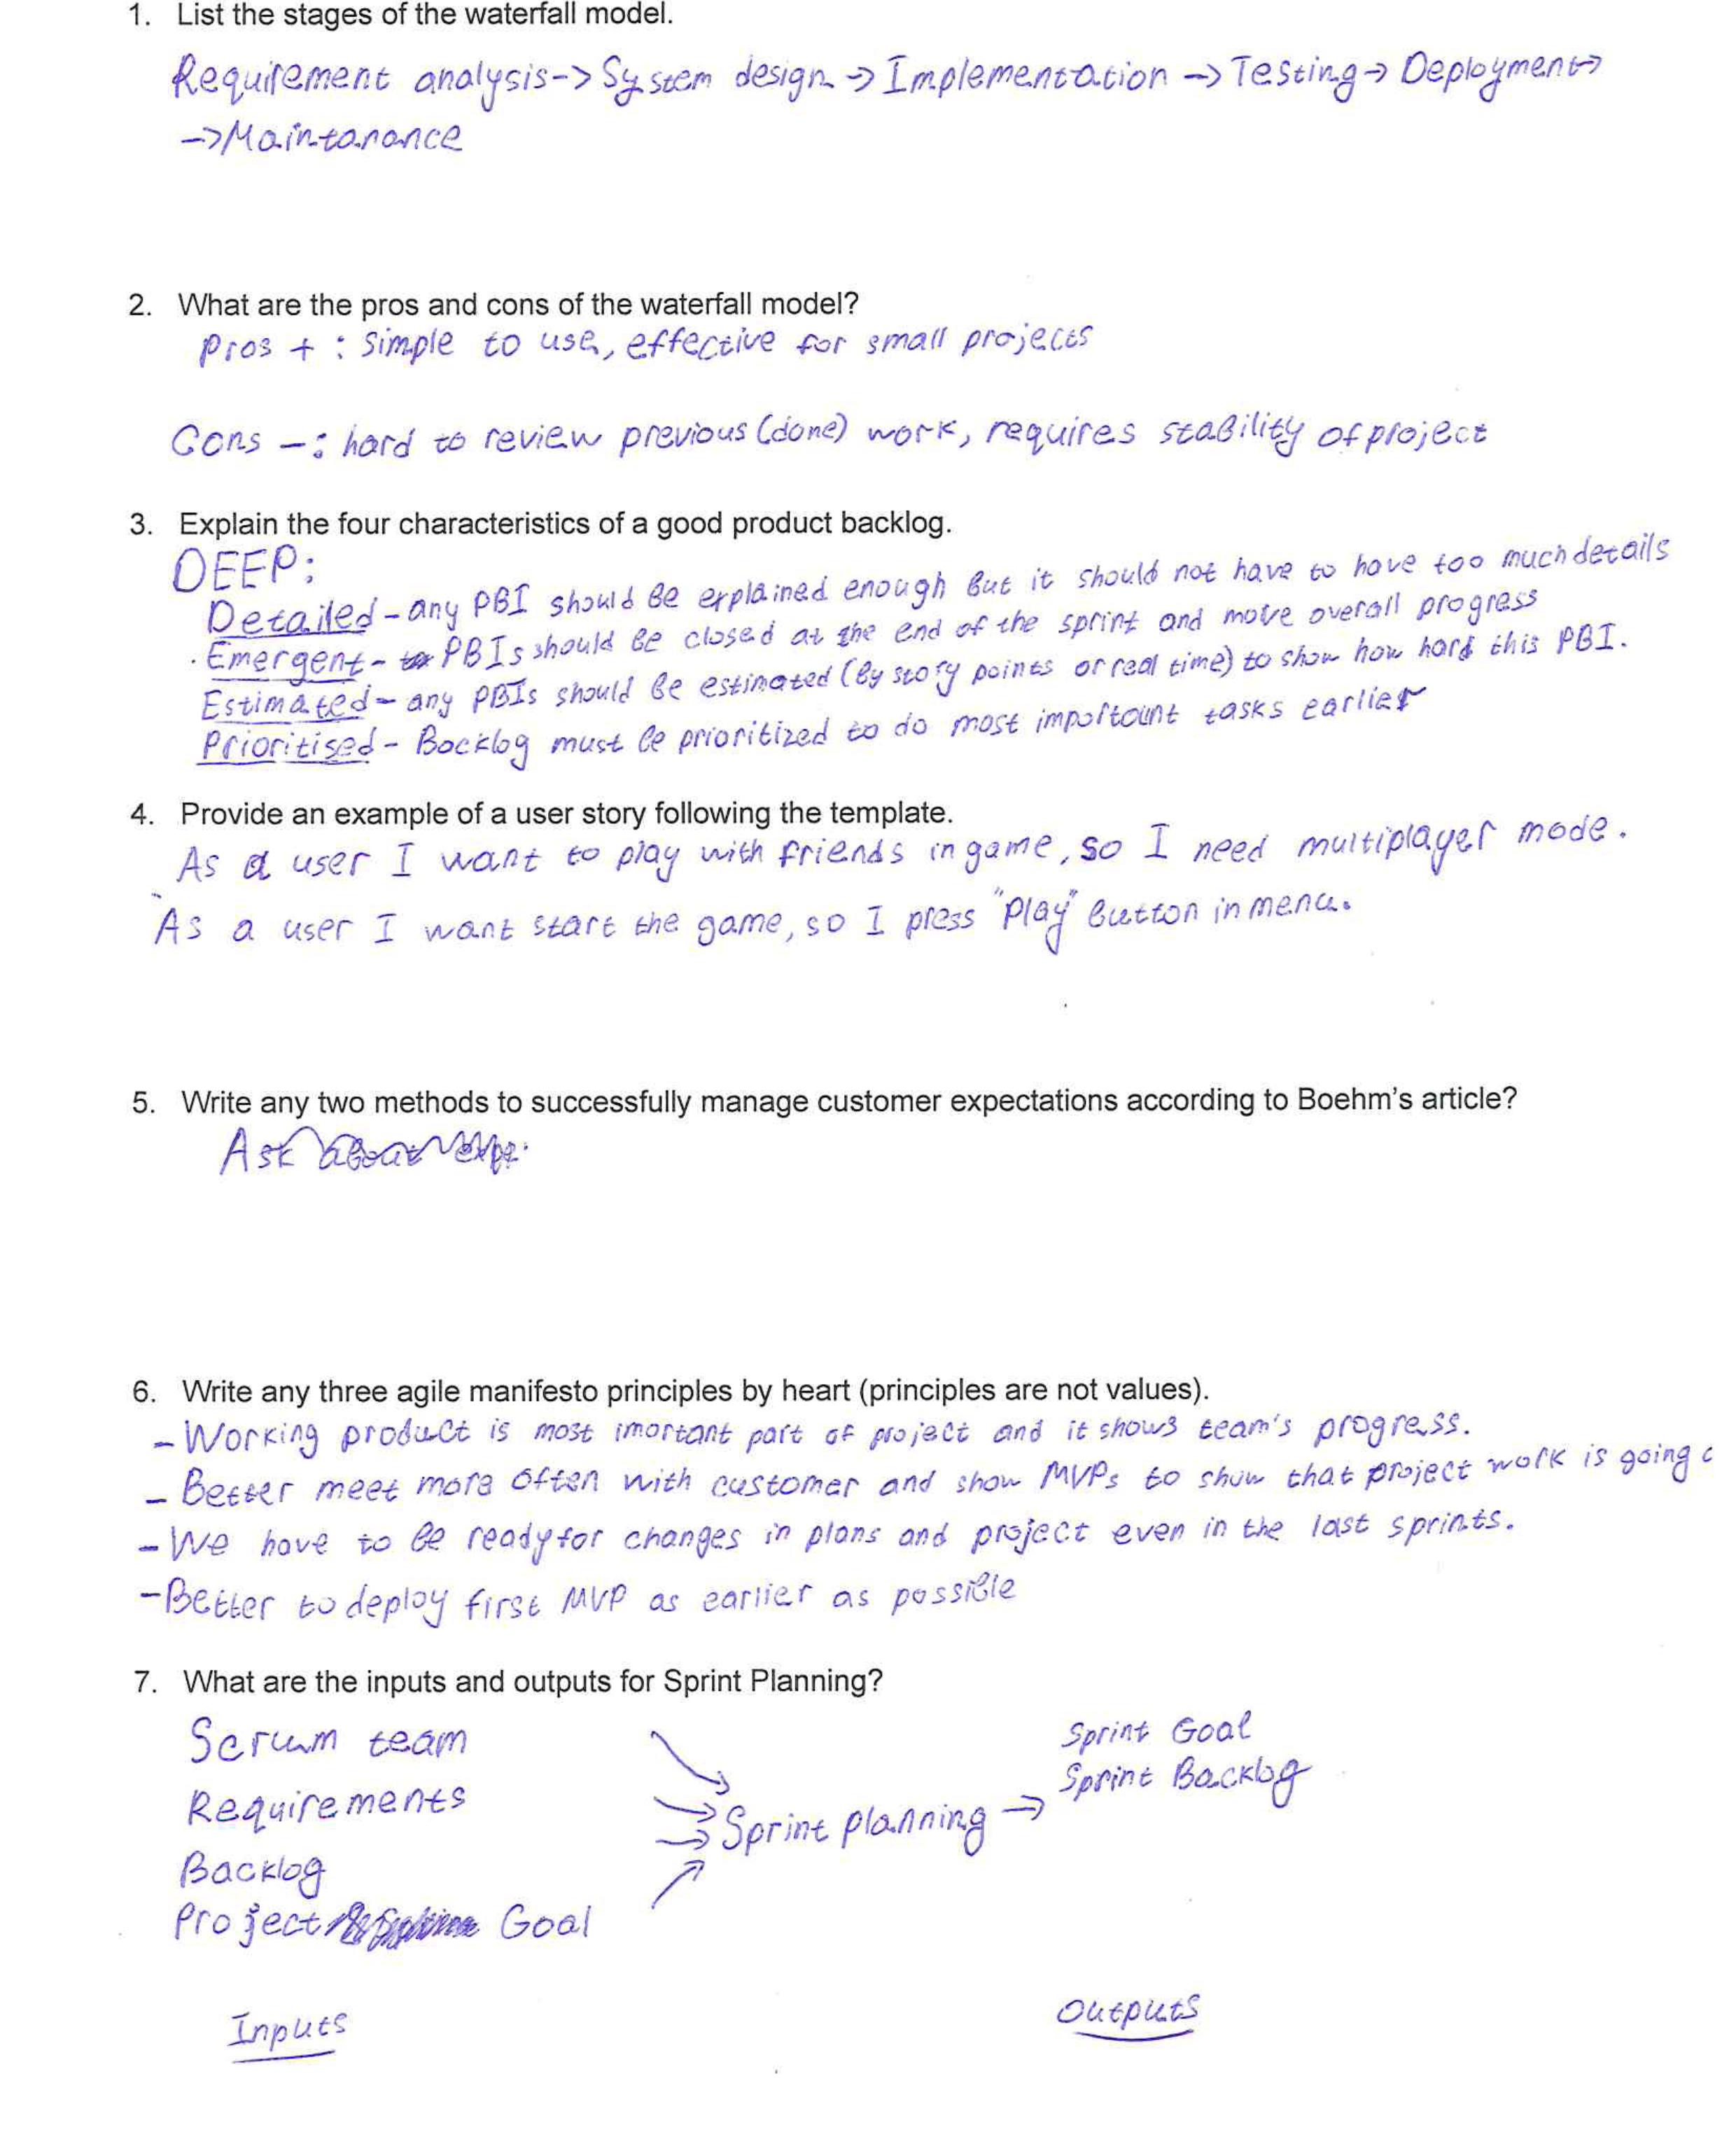 1. List the stages of the waterfall model.
Requirement analysis -> System design -> Implementation -> Testing -> Deployment ->
-> Maintanance
2. What are the pros and cons of the waterfall model?
Pros + : simple to use, effective for small projects
Cons - : hard to review previous (done) work, requires stability of project
3. Explain the four characteristics of a good product backlog.
DEEP:
Detailed - any PBI should be explained enough but it should not have to have too much details
Emergent - PBIs should be closed at the end of the sprint and move overall progress
Estimated - any PBIs should be estimated (by story points or real time) to show how hard this PBI.
Prioritised - Backlog must be prioritized to do most importount tasks earlier
4. Provide an example of a user story following the template.
As a user I want to play with friends in game, so I need multiplayer mode.
As a user I want start the game, so I press "Play" button in menu.
5. Write any two methods to successfully manage customer expectations according to Boehm's article?
Ask about
6. Write any three agile manifesto principles by heart (principles are not values).
- Working product is most imortant part of project and it shows team's progress.
- Better meet more often with customer and show MVPs to show that project work is going
- We have to be ready for changes in plans and project even in the last sprints.
- Better to deploy first MVP as earlier as possible
7. What are the inputs and outputs for Sprint Planning?
Scrum team
Requirements
Backlog
Project Goal
-> Sprint planning ->
Sprint Goal
Sprint Backlog
Inputs
Outputs